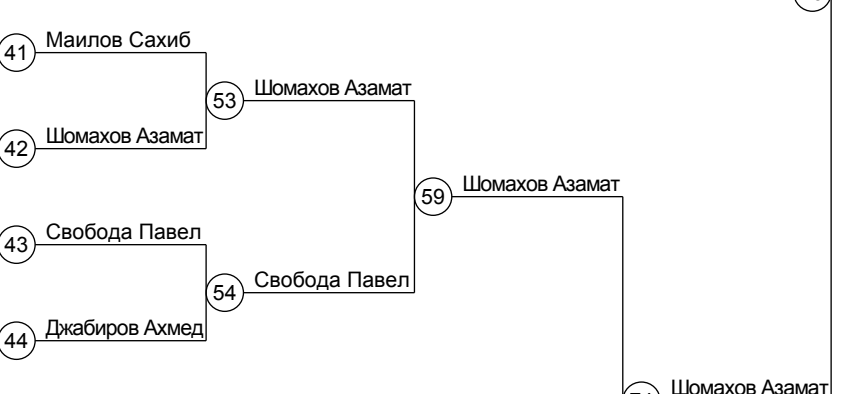 41 Маилов Сахиб
53 Шомахов Азамат
42 Шомахов Азамат
59 Шомахов Азамат
43 Свобода Павел
54 Свобода Павел
44 Джабиров Ахмед
Шомахов Азамат